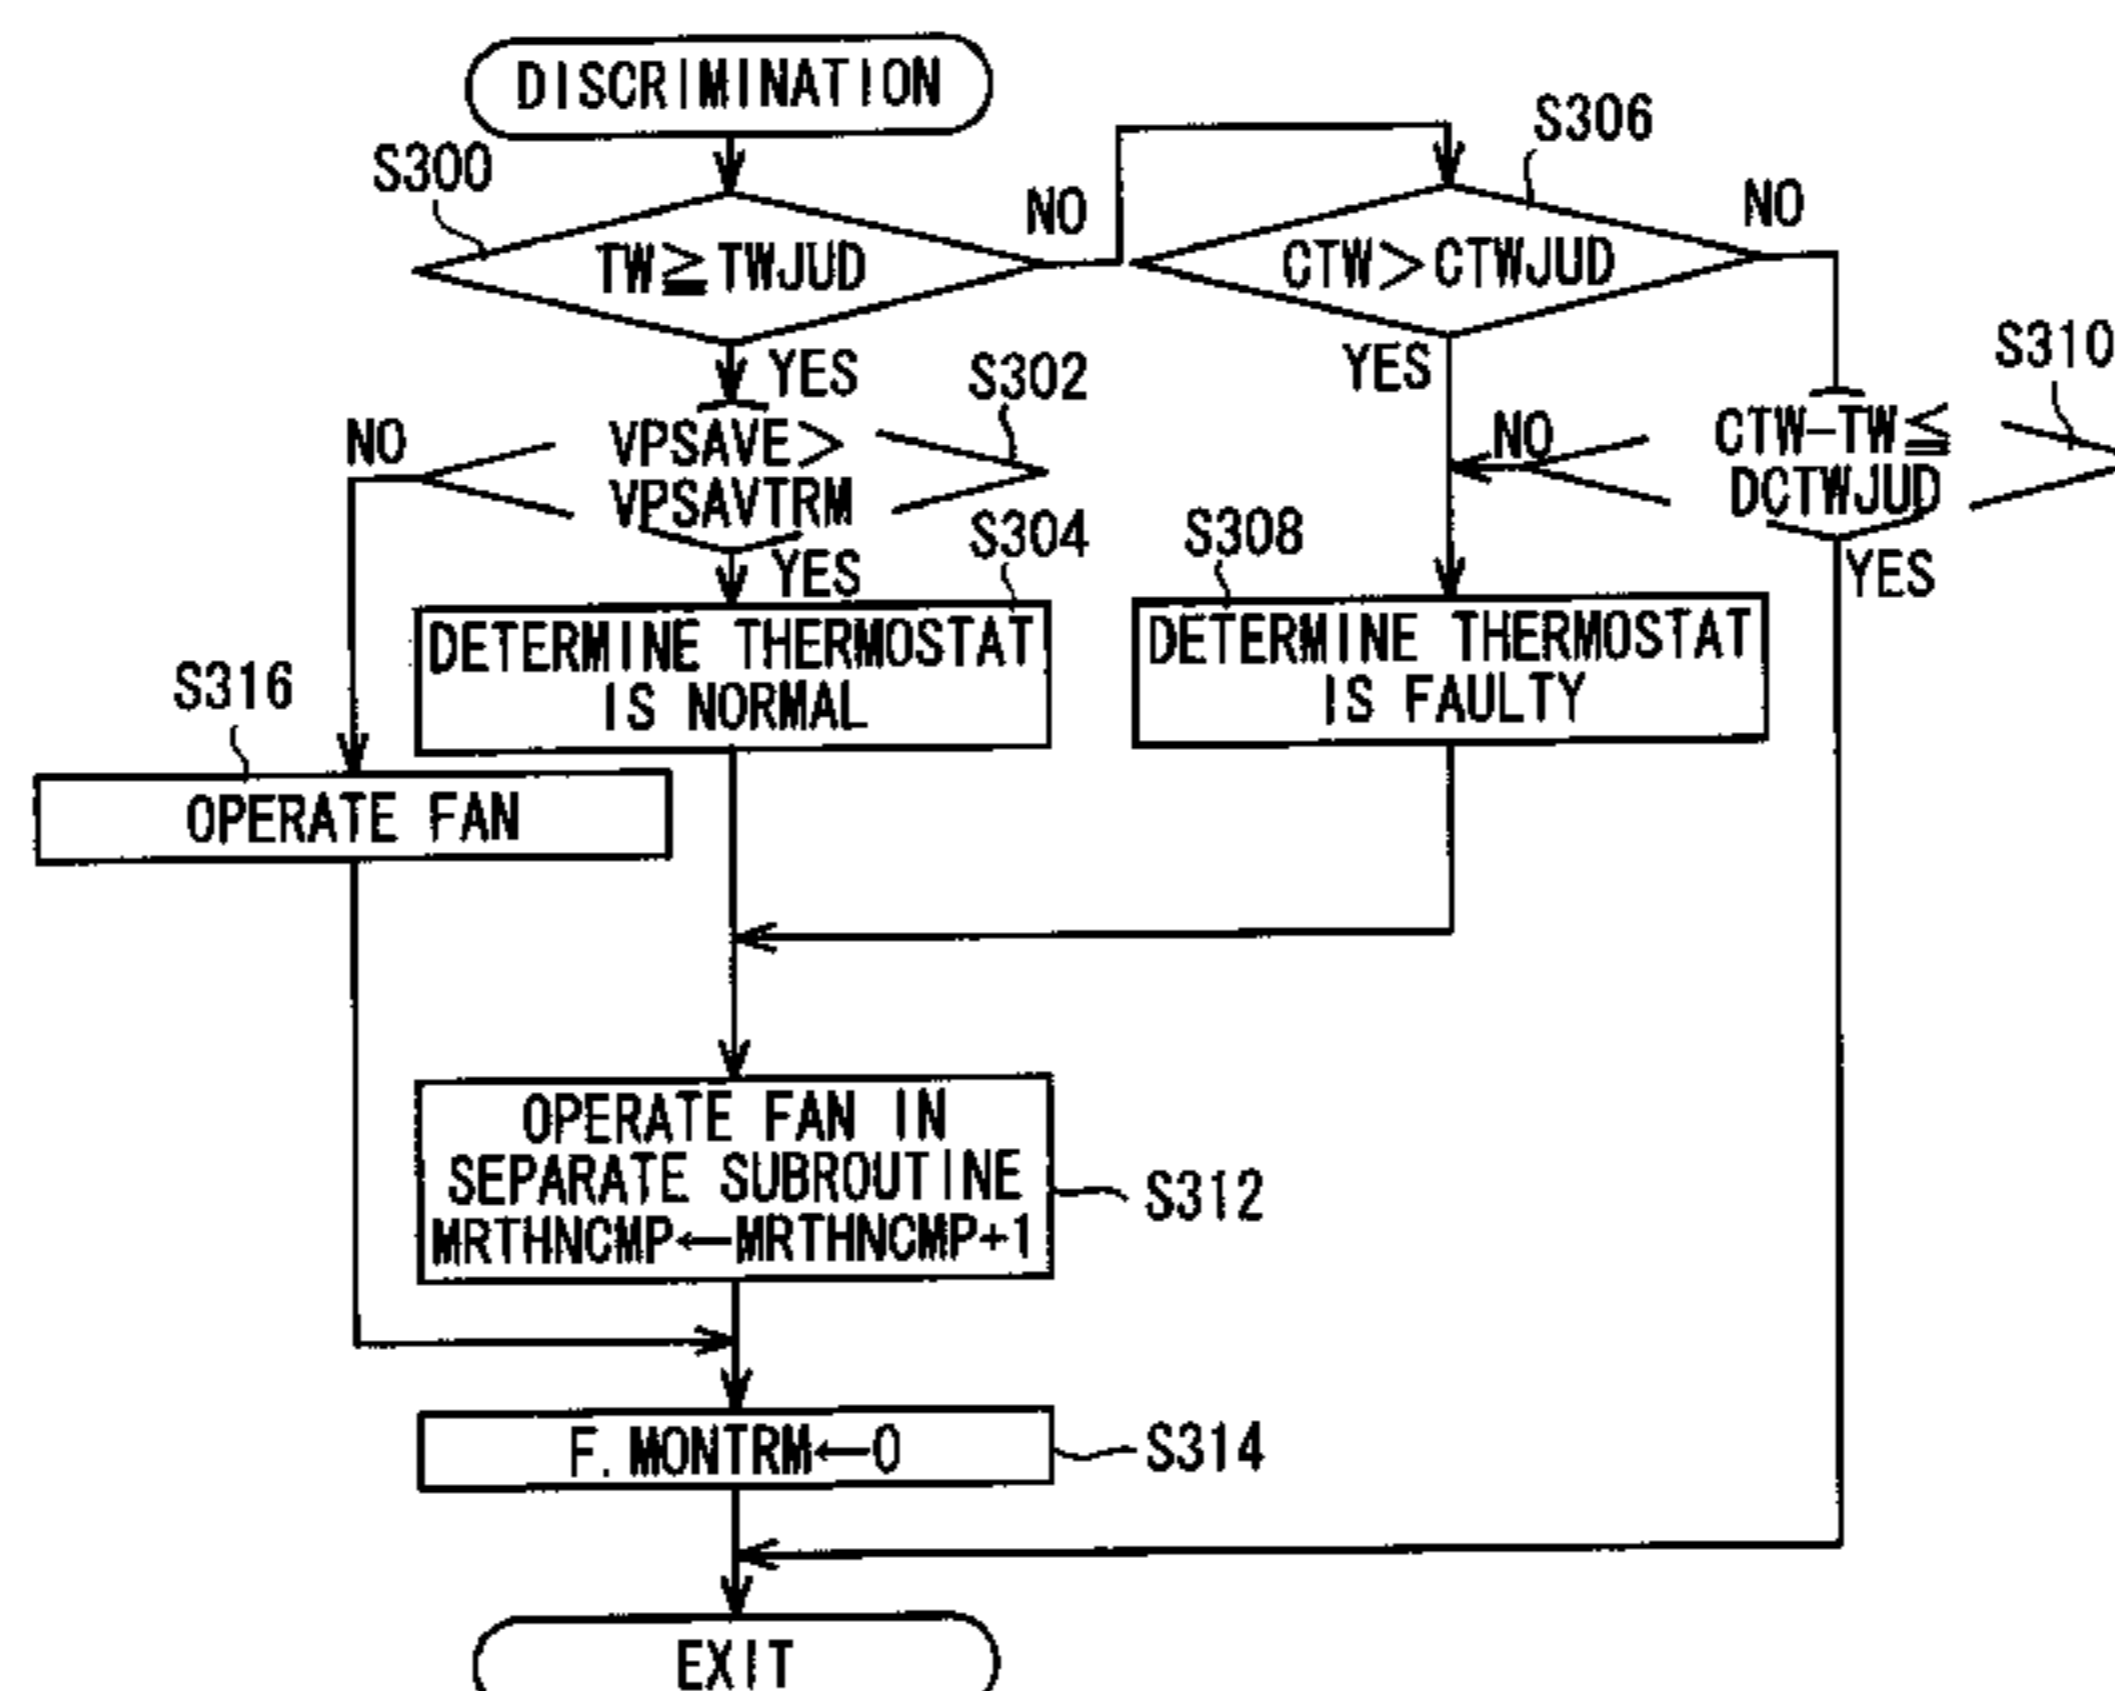 DISCRIMINATION
S300
TW≧TWJUD
NO
S306
CTW>CTWJUD
NO
YES
S302
YES
S310
NO
VPSAVE>
VPSAVTRM
NO
CTW-TW≦
DCTWJUD
YES
S304
S308
YES
DETERMINE THERMOSTAT
IS NORMAL
DETERMINE THERMOSTAT
IS FAULTY
S316
OPERATE FAN
OPERATE FAN IN
SEPARATE SUBROUTINE
MRTHNCMP←MRTHNCMP+1
S312
F.MONTRM←0
S314
EXIT